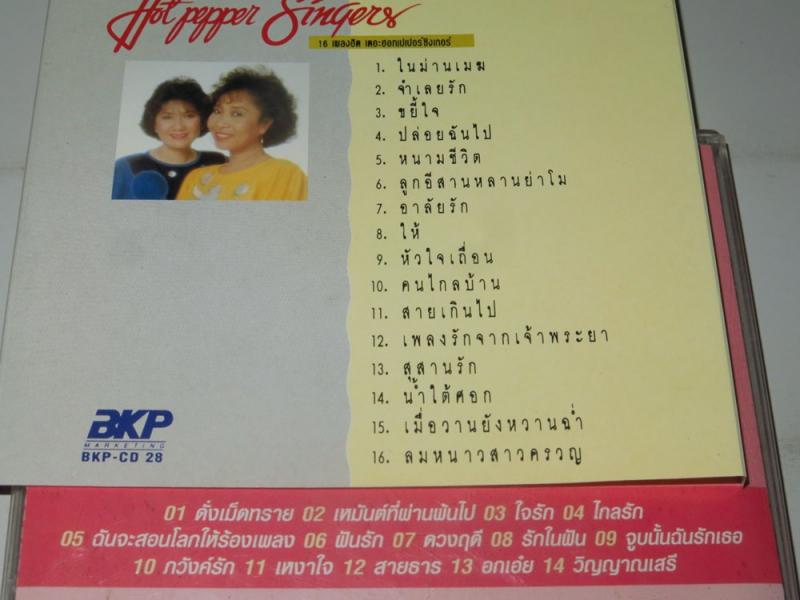 Hot pepper Singers
16 เพลงฮิต เดอะฮอทเปเปอร์ซิงเกอร์
1. ในม่านเมฆ
2. จำเลยรัก
3. ขยี้ใจ
4. ปล่อยฉันไป
5. หนามชีวิต
6. ลูกอีสานหลานย่าโม
7. อาลัยรัก
8. ให้
9. หัวใจเถื่อน
10. คนไกลบ้าน
11. สายเกินไป
12. เพลงรักจากเจ้าพระยา
13. สุสานรัก
14. น้ำใต้ศอก
15. เมื่อวานยังหวานฉ่ำ
16. ลมหนาวสาวครวญ
BKP
MARKETING
BKP-CD 28
01 ดั่งเม็ดทราย 02 เหมันต์ที่ผ่านพ้นไป 03 ใจรัก 04 ไกลรัก
05 ฉันจะสอนโลกให้ร้องเพลง 06 ฟันรัก 07 ดวงฤดี 08 รักในฟัน 09 จูบนั้นฉันรักเธอ
10 ภวังค์รัก 11 เหงาใจ 12 สายธาร 13 อกเอ๋ย 14 วิญญาณเสรี